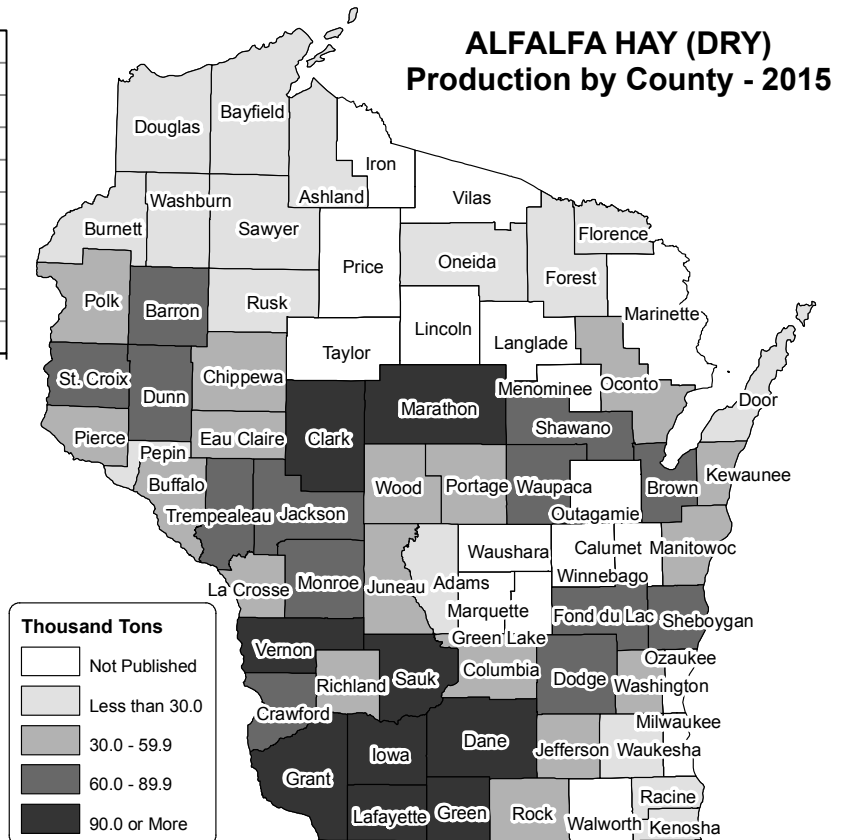 ALFALFA HAY (DRY)
Production by County - 2015
Douglas
Bayfield
Iron
Ashland
Vilas
Washburn
Burnett
Sawyer
Florence
Price
Oneida
Forest
Polk
Barron
Rusk
Marinette
Lincoln
Langlade
Taylor
St. Croix
Dunn
Chippewa
Menominee
Oconto
Door
Marathon
Shawano
Pierce
Eau Claire
Clark
Pepin
Buffalo
Wood
Portage
Waupaca
Brown
Kewaunee
Trempealeau
Jackson
Outagamie
Waushara
Calumet
Manitowoc
Winnebago
La Crosse
Monroe
Juneau
Adams
Marquette
Fond du Lac
Sheboygan
Green Lake
Vernon
Ozaukee
Columbia
Sauk
Richland
Dodge
Washington
Crawford
Milwaukee
Iowa
Dane
Jefferson
Waukesha
Grant
Racine
Lafayette
Green
Rock
Walworth
Kenosha
Thousand Tons
Not Published
Less than 30.0
30.0 - 59.9
60.0 - 89.9
90.0 or More